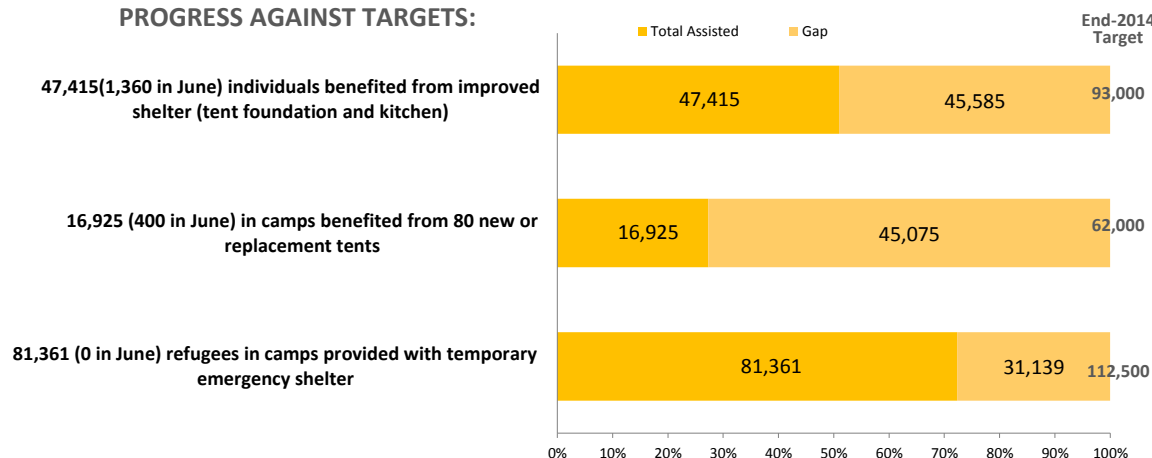 PROGRESS AGAINST TARGETS:
Total Assisted
Gap
End-2014
Target
47,415(1,360 in June) individuals benefited from improved
shelter (tent foundation and kitchen)
47,415
45,585
93,000
16,925 (400 in June) in camps benefited from 80 new or
replacement tents
16,925
45,075
62,000
81,361 (0 in June) refugees in camps provided with temporary
emergency shelter
81,361
31,139
112,500
0% 10% 20% 30% 40% 50% 60% 70% 80% 90% 100%